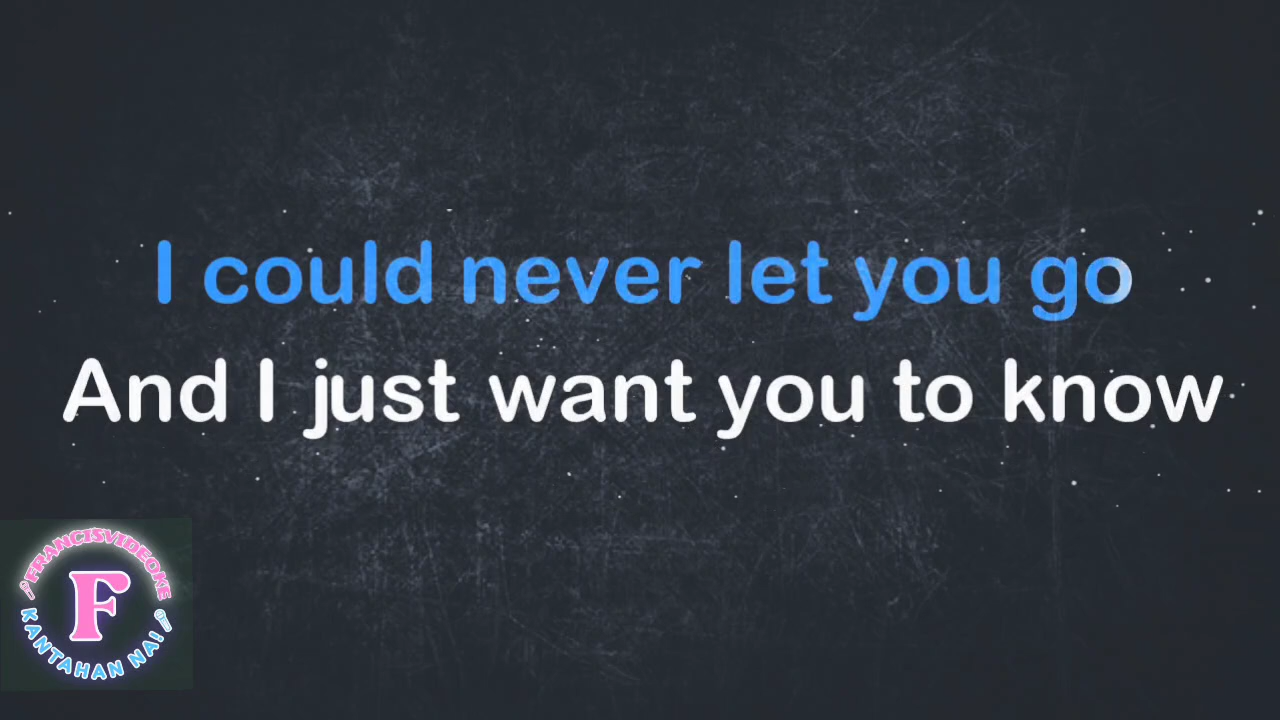 I could never let you go
And I just want you to know
FRANCISVIDEOKE
F
KANTAHAN NA!